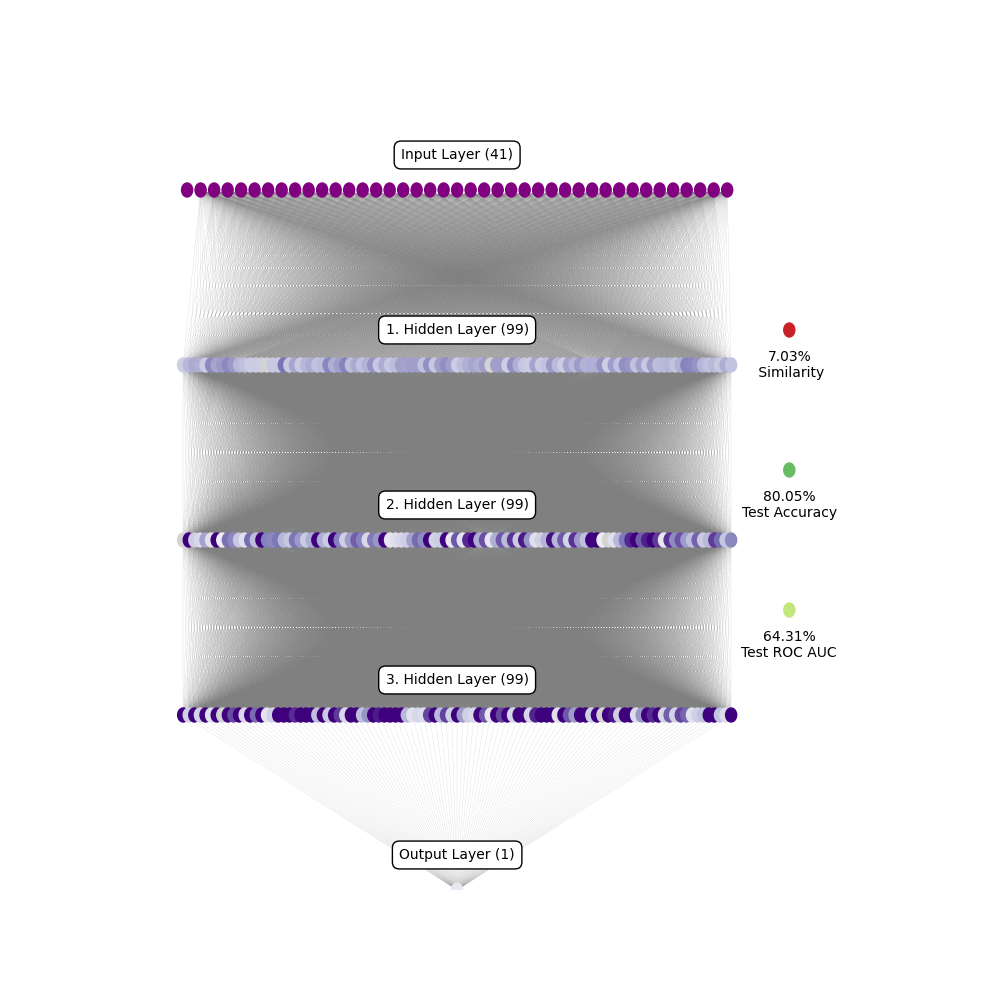 Input Layer (41)
1. Hidden Layer (99)
7.03%
Similarity
2. Hidden Layer (99)
80.05%
Test Accuracy
64.31%
Test ROC AUC
3. Hidden Layer (99)
Output Layer (1)